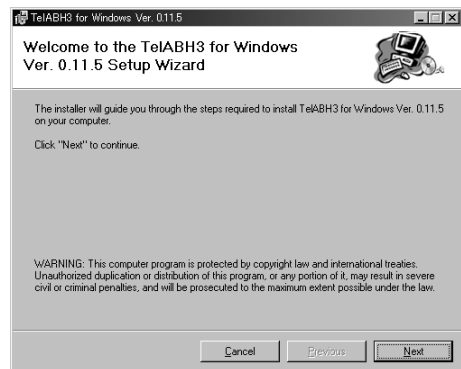 TelABH3 for Windows Ver. 0.11.5
Welcome to the TelABH3 for Windows
Ver. 0.11.5 Setup Wizard
The installer will guide you through the steps required to install TelABH3 for Windows Ver. 0.11.5
on your computer.
Click "Next" to continue.
WARNING: This computer program is protected by copyright law and international treaties.
Unauthorized duplication or distribution of this program, or any portion of it, may result in severe
civil or criminal penalties, and will be prosecuted to the maximum extent possible under the law.
Cancel
Previous
Next